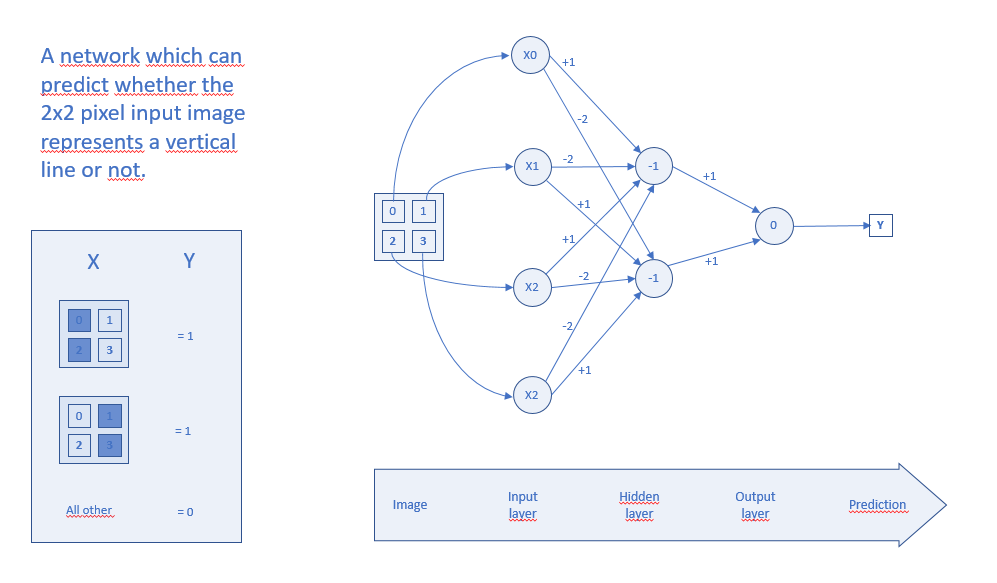 A network which can
predict whether the
2x2 pixel input image
represents a vertical
line or not.
X Y
0 1
= 1
2 3
0 1
= 1
2 3
All other = 0
0 1
2 3
X0
X1
X2
X2
+1
-2
-2
+1
+1
-2
-2
+1
-1
-1
+1
+1
0
Y
Image
Input
layer
Hidden
layer
Output
layer
Prediction